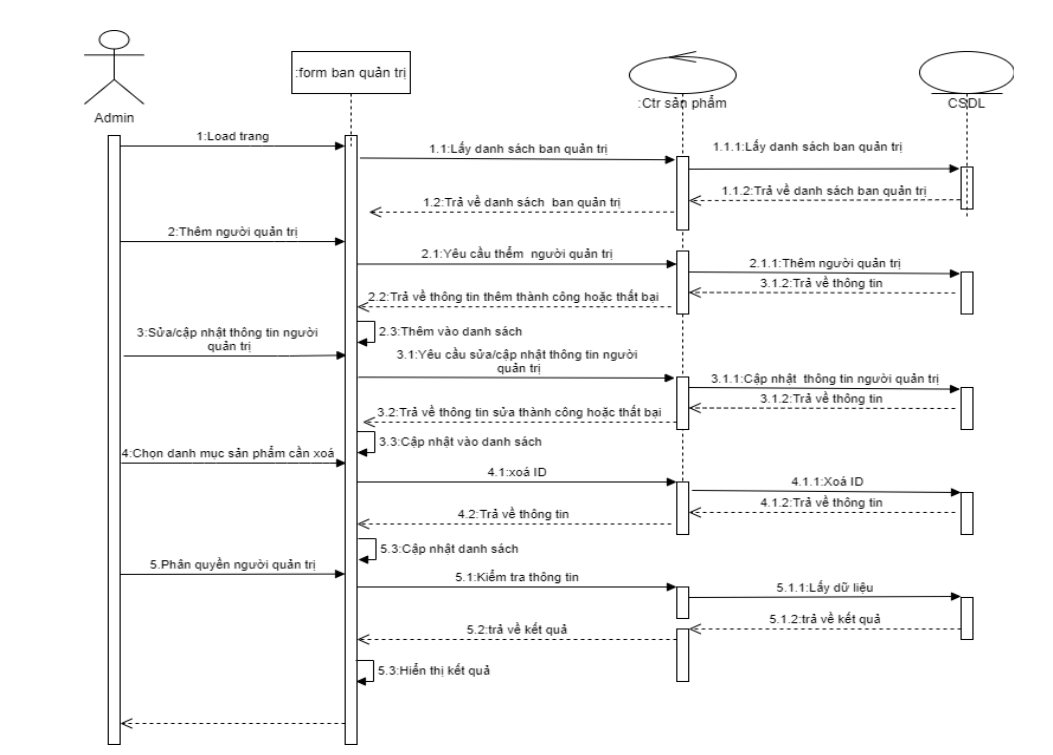 :form ban quản trị
:Ctr sản phẩm
CSDL
Admin
1:Load trang
1.1:Lấy danh sách ban quản trị
1.1.1:Lấy danh sách ban quản trị
1.1.2:Trả về danh sách ban quản trị
1.2:Trả về danh sách ban quản trị
2:Thêm người quản trị
2.1:Yêu cầu thểm người quản trị
2.1.1:Thêm người quản trị
3.1.2:Trả về thông tin
2.2:Trả về thông tin thêm thành công hoặc thất bại
2.3:Thêm vào danh sách
3:Sửa/cập nhật thông tin người
quản trị
3.1:Yêu cầu sửa/cập nhật thông tin người
quản trị
3.1.1:Cập nhật thông tin người quản trị
3.1.2:Trả về thông tin
3.2:Trả về thông tin sửa thành công hoặc thất bại
3.3:Cập nhật vào danh sách
4:Chọn danh mục sản phẩm cần xoá
4.1:xoá ID
4.1.1:Xoá ID
4.1.2:Trả về thông tin
4.2:Trả về thông tin
5.3:Cập nhật danh sách
5.Phân quyền người quản trị
5.1:Kiểm tra thông tin
5.1.1:Lấy dữ liệu
5.1.2:trả về kết quả
5.2:trả về kết quả
5.3:Hiển thị kết quả